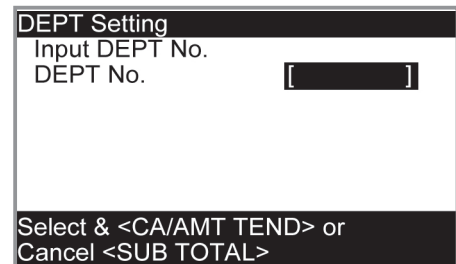 DEPT Setting
Input DEPT No.
DEPT No. [ ]
Select & <CA/AMT TEND> or
Cancel <SUB TOTAL>